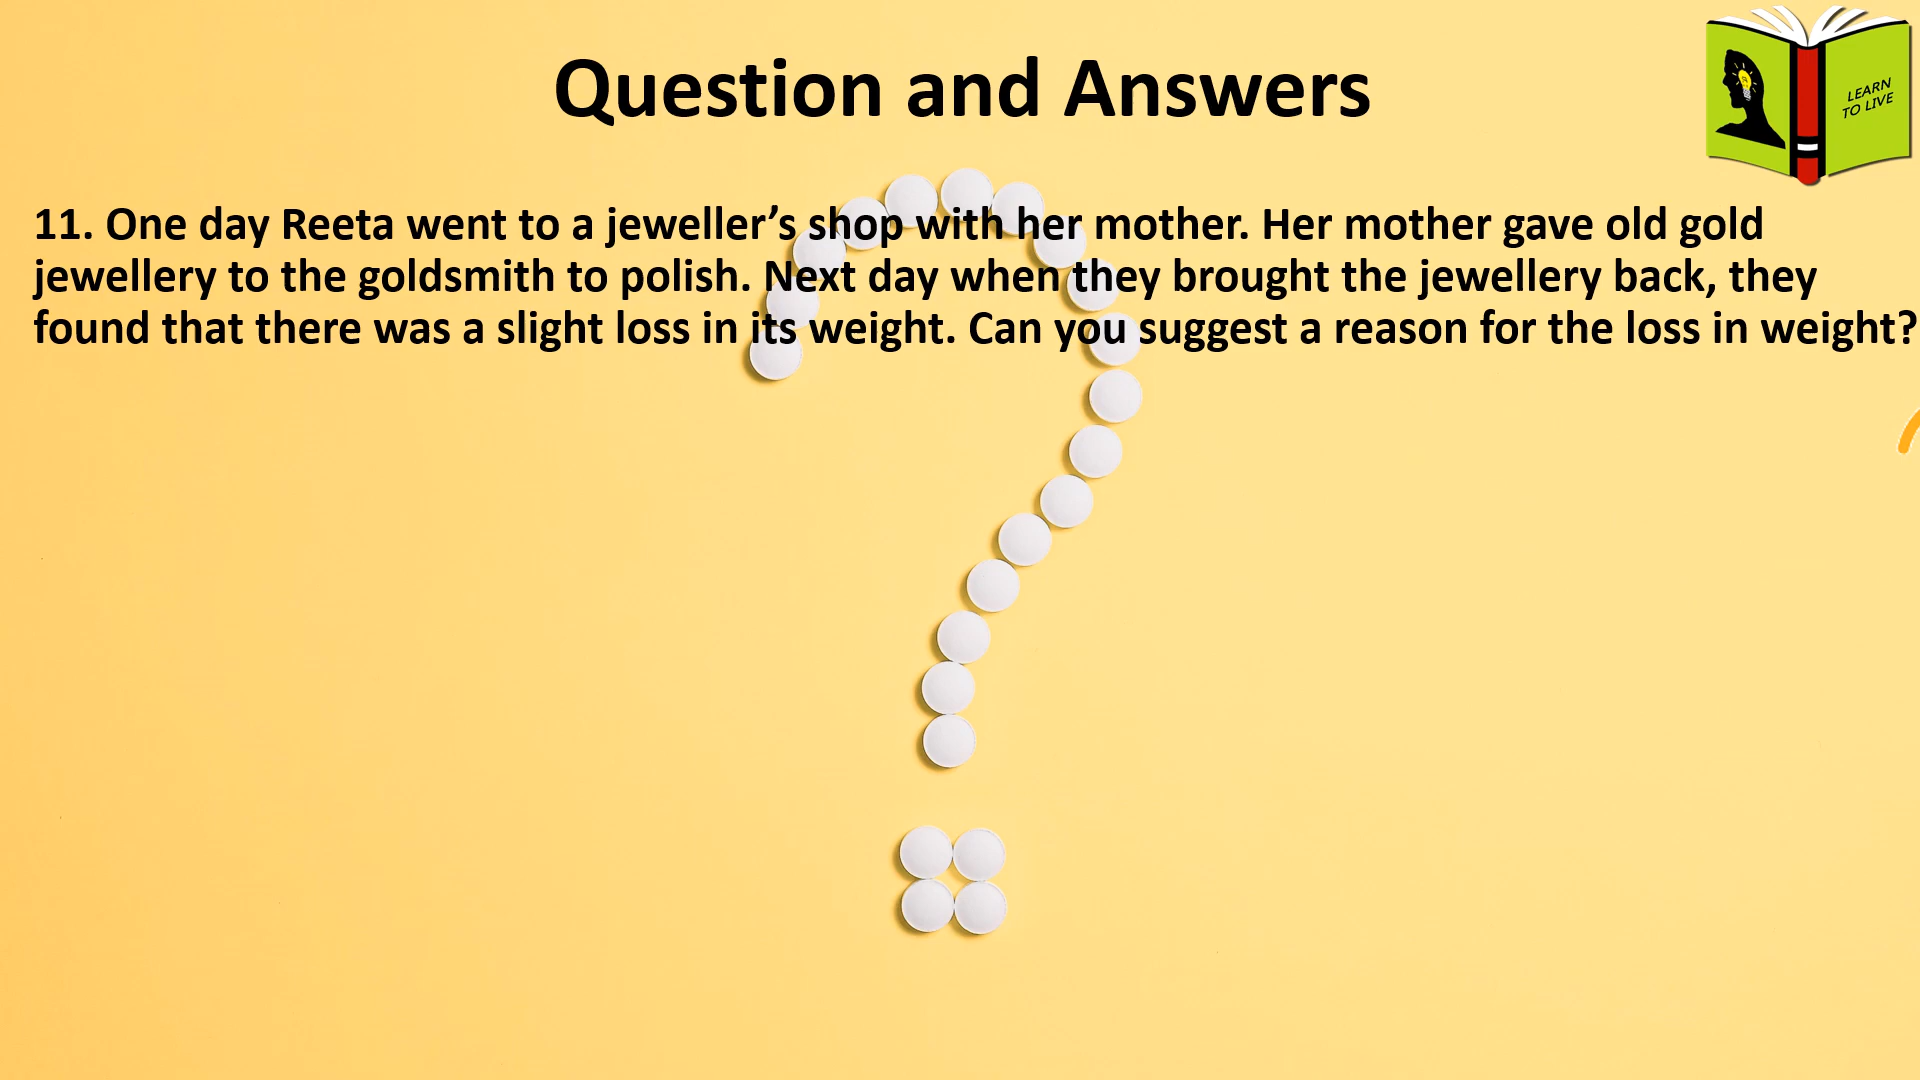 Question and Answers
LEARN
TO LIVE
11. One day Reeta went to a jeweller’s shop with her mother. Her mother gave old gold
jewellery to the goldsmith to polish. Next day when they brought the jewellery back, they
found that there was a slight loss in its weight. Can you suggest a reason for the loss in weight?